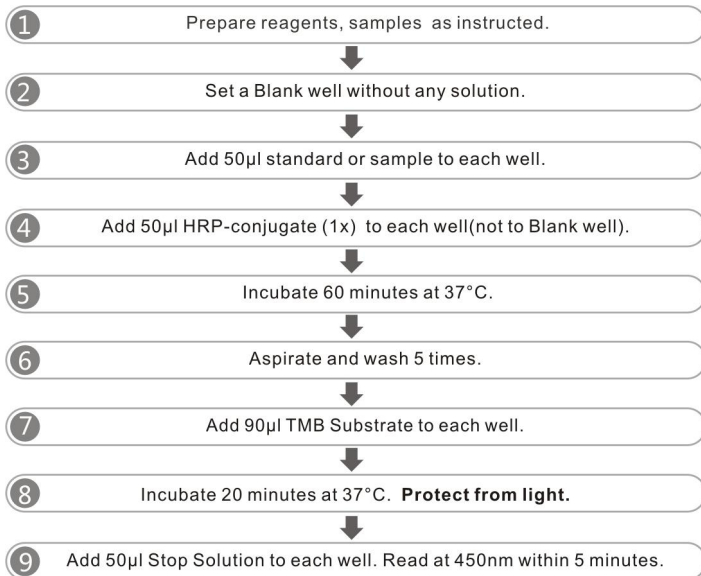 1 Prepare reagents, samples as instructed.
2 Set a Blank well without any solution.
3 Add 50μl standard or sample to each well.
4 Add 50μl HRP-conjugate (1x) to each well(not to Blank well).
5 Incubate 60 minutes at 37°C.
6 Aspirate and wash 5 times.
7 Add 90μl TMB Substrate to each well.
8 Incubate 20 minutes at 37°C. Protect from light.
9 Add 50μl Stop Solution to each well. Read at 450nm within 5 minutes.